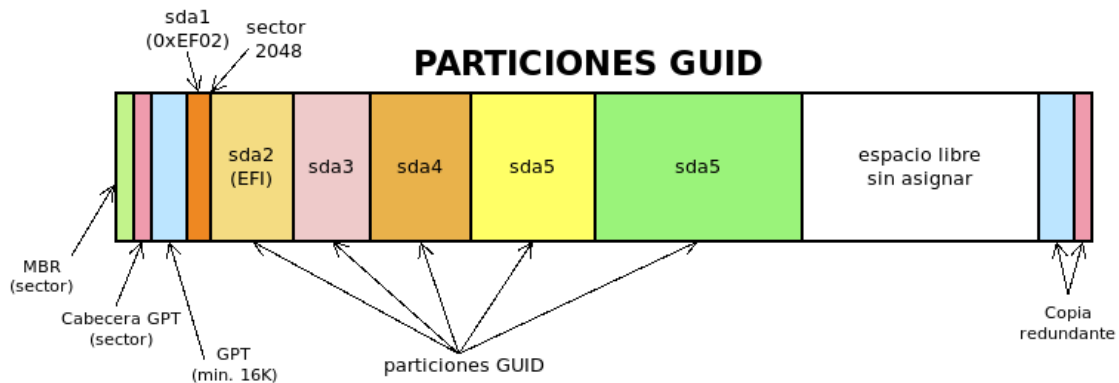 sda1
(0xEF02)
sector
2048
PARTICIONES GUID
sda2
(EFI)
sda3
sda4
sda5
sda5
espacio libre
sin asignar
MBR
(sector)
Cabecera GPT
(sector)
GPT
(min. 16K)
particiones GUID
Copia
redundante